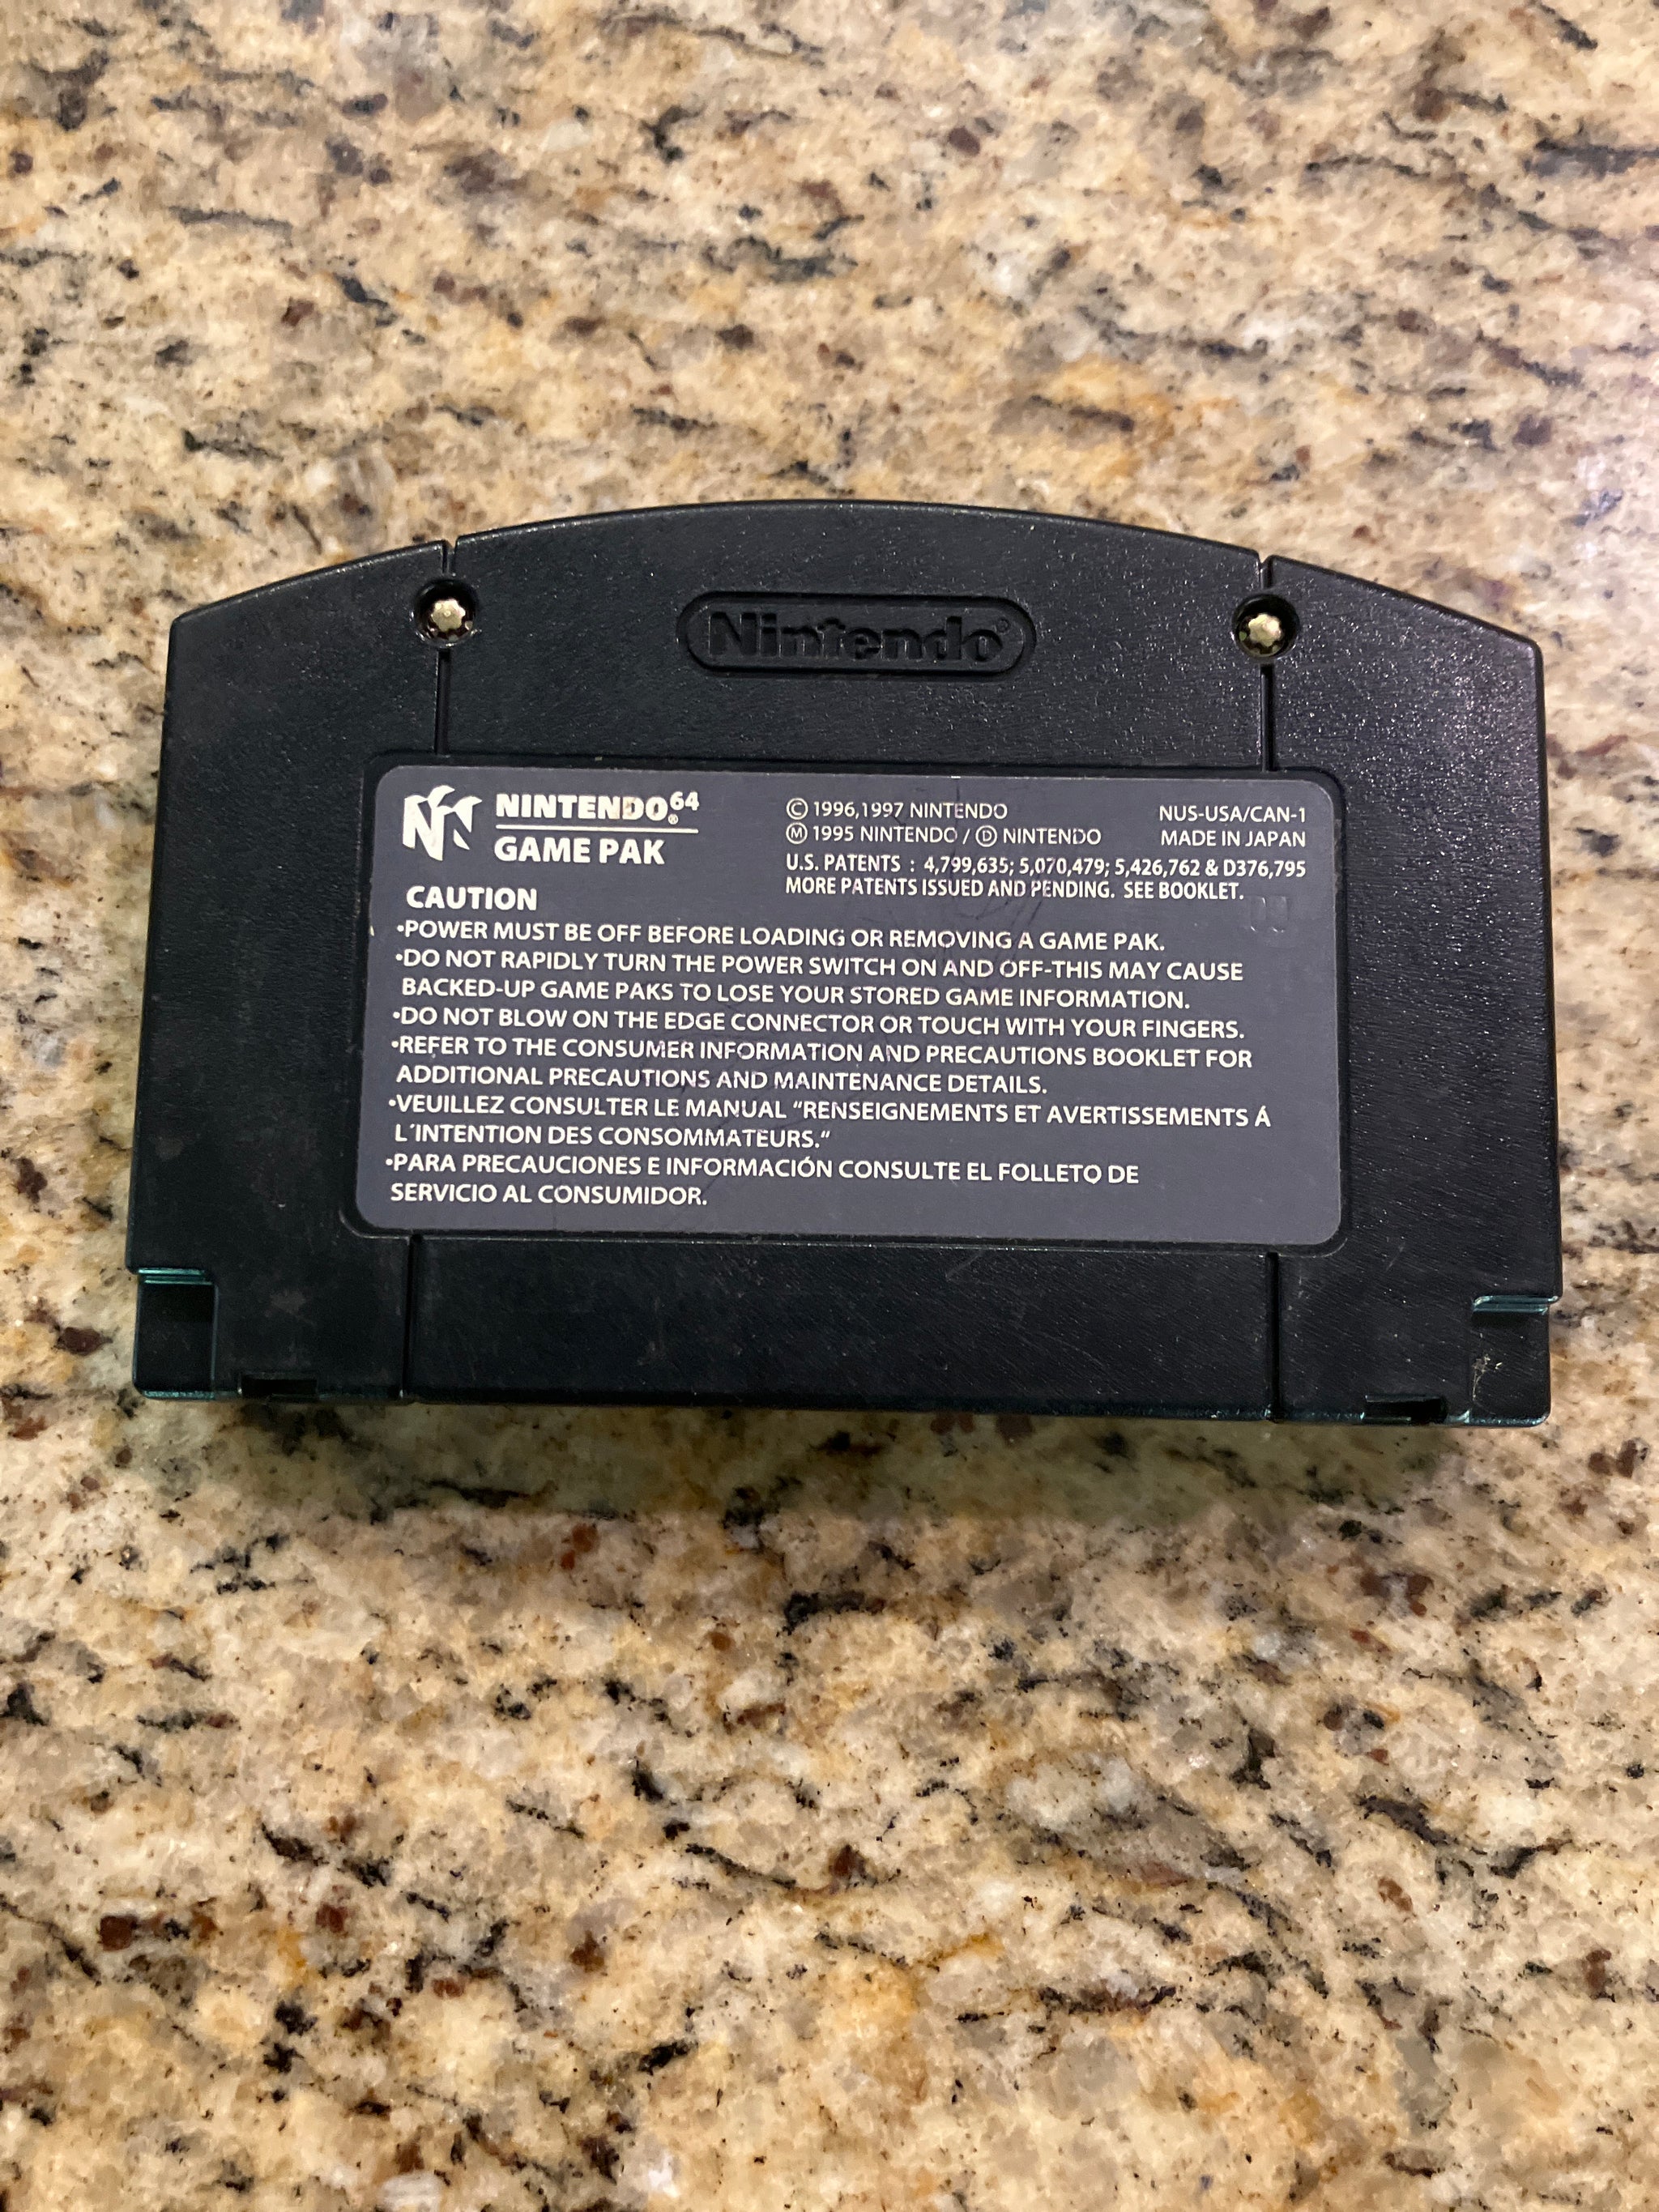 Nintendo®
NINTENDO64®
GAME PAK
© 1996,1997 NINTENDO
Ⓜ 1995 NINTENDO / Ⓓ NINTENDO
NUS-USA/CAN-1
MADE IN JAPAN
U.S. PATENTS : 4,799,635; 5,070,479; 5,426,762 & D376,795
MORE PATENTS ISSUED AND PENDING. SEE BOOKLET.
CAUTION
•POWER MUST BE OFF BEFORE LOADING OR REMOVING A GAME PAK.
•DO NOT RAPIDLY TURN THE POWER SWITCH ON AND OFF-THIS MAY CAUSE
BACKED-UP GAME PAKS TO LOSE YOUR STORED GAME INFORMATION.
•DO NOT BLOW ON THE EDGE CONNECTOR OR TOUCH WITH YOUR FINGERS.
•REFER TO THE CONSUMER INFORMATION AND PRECAUTIONS BOOKLET FOR
ADDITIONAL PRECAUTIONS AND MAINTENANCE DETAILS.
•VEUILLEZ CONSULTER LE MANUAL "RENSEIGNEMENTS ET AVERTISSEMENTS Á
L´INTENTION DES CONSOMMATEURS."
•PARA PRECAUCIONES E INFORMACIÓN CONSULTE EL FOLLETO DE
SERVICIO AL CONSUMIDOR.